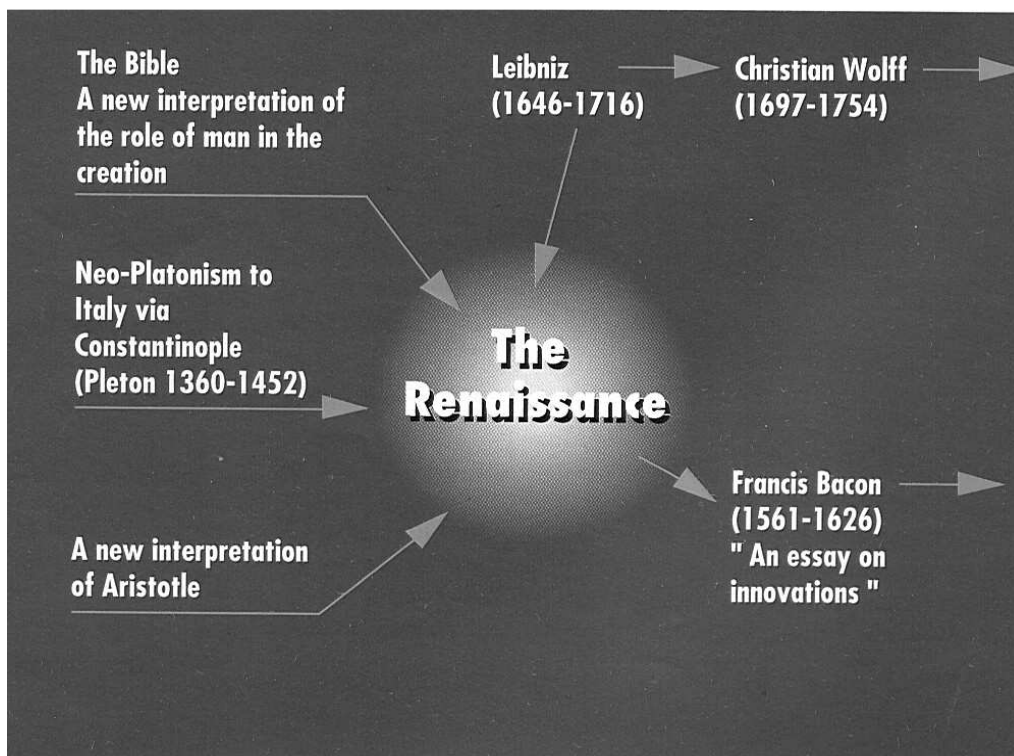 The Bible
A new interpretation of
the role of man in the
creation
Leibniz
(1646-1716)
Christian Wolff
(1697-1754)
Neo-Platonism to
Italy via
Constantinople
(Pleton 1360-1452)
The
Renaissance
A new interpretation
of Aristotle
Francis Bacon
(1561-1626)
" An essay on
innovations "